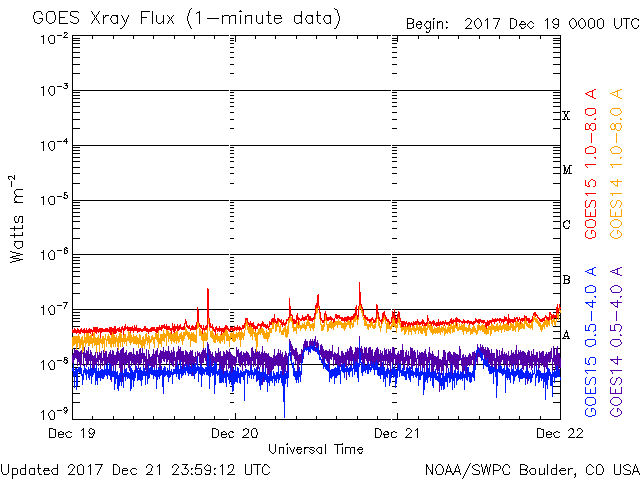 GOES Xray Flux (1-minute data)
Begin: 2017 Dec 19 0000 UTC
10⁻²
10⁻³
10⁻⁴
10⁻⁵
10⁻⁶
10⁻⁷
10⁻⁸
10⁻⁹
Watts m⁻²
X
M
C
B
A
GOES15 1.0-8.0 A
GOES14 1.0-8.0 A
GOES15 0.5-4.0 A
GOES14 0.5-4.0 A
Dec 19 Dec 20 Dec 21 Dec 22
Universal Time
Updated 2017 Dec 21 23:59:12 UTC
NOAA/SWPC Boulder, CO USA